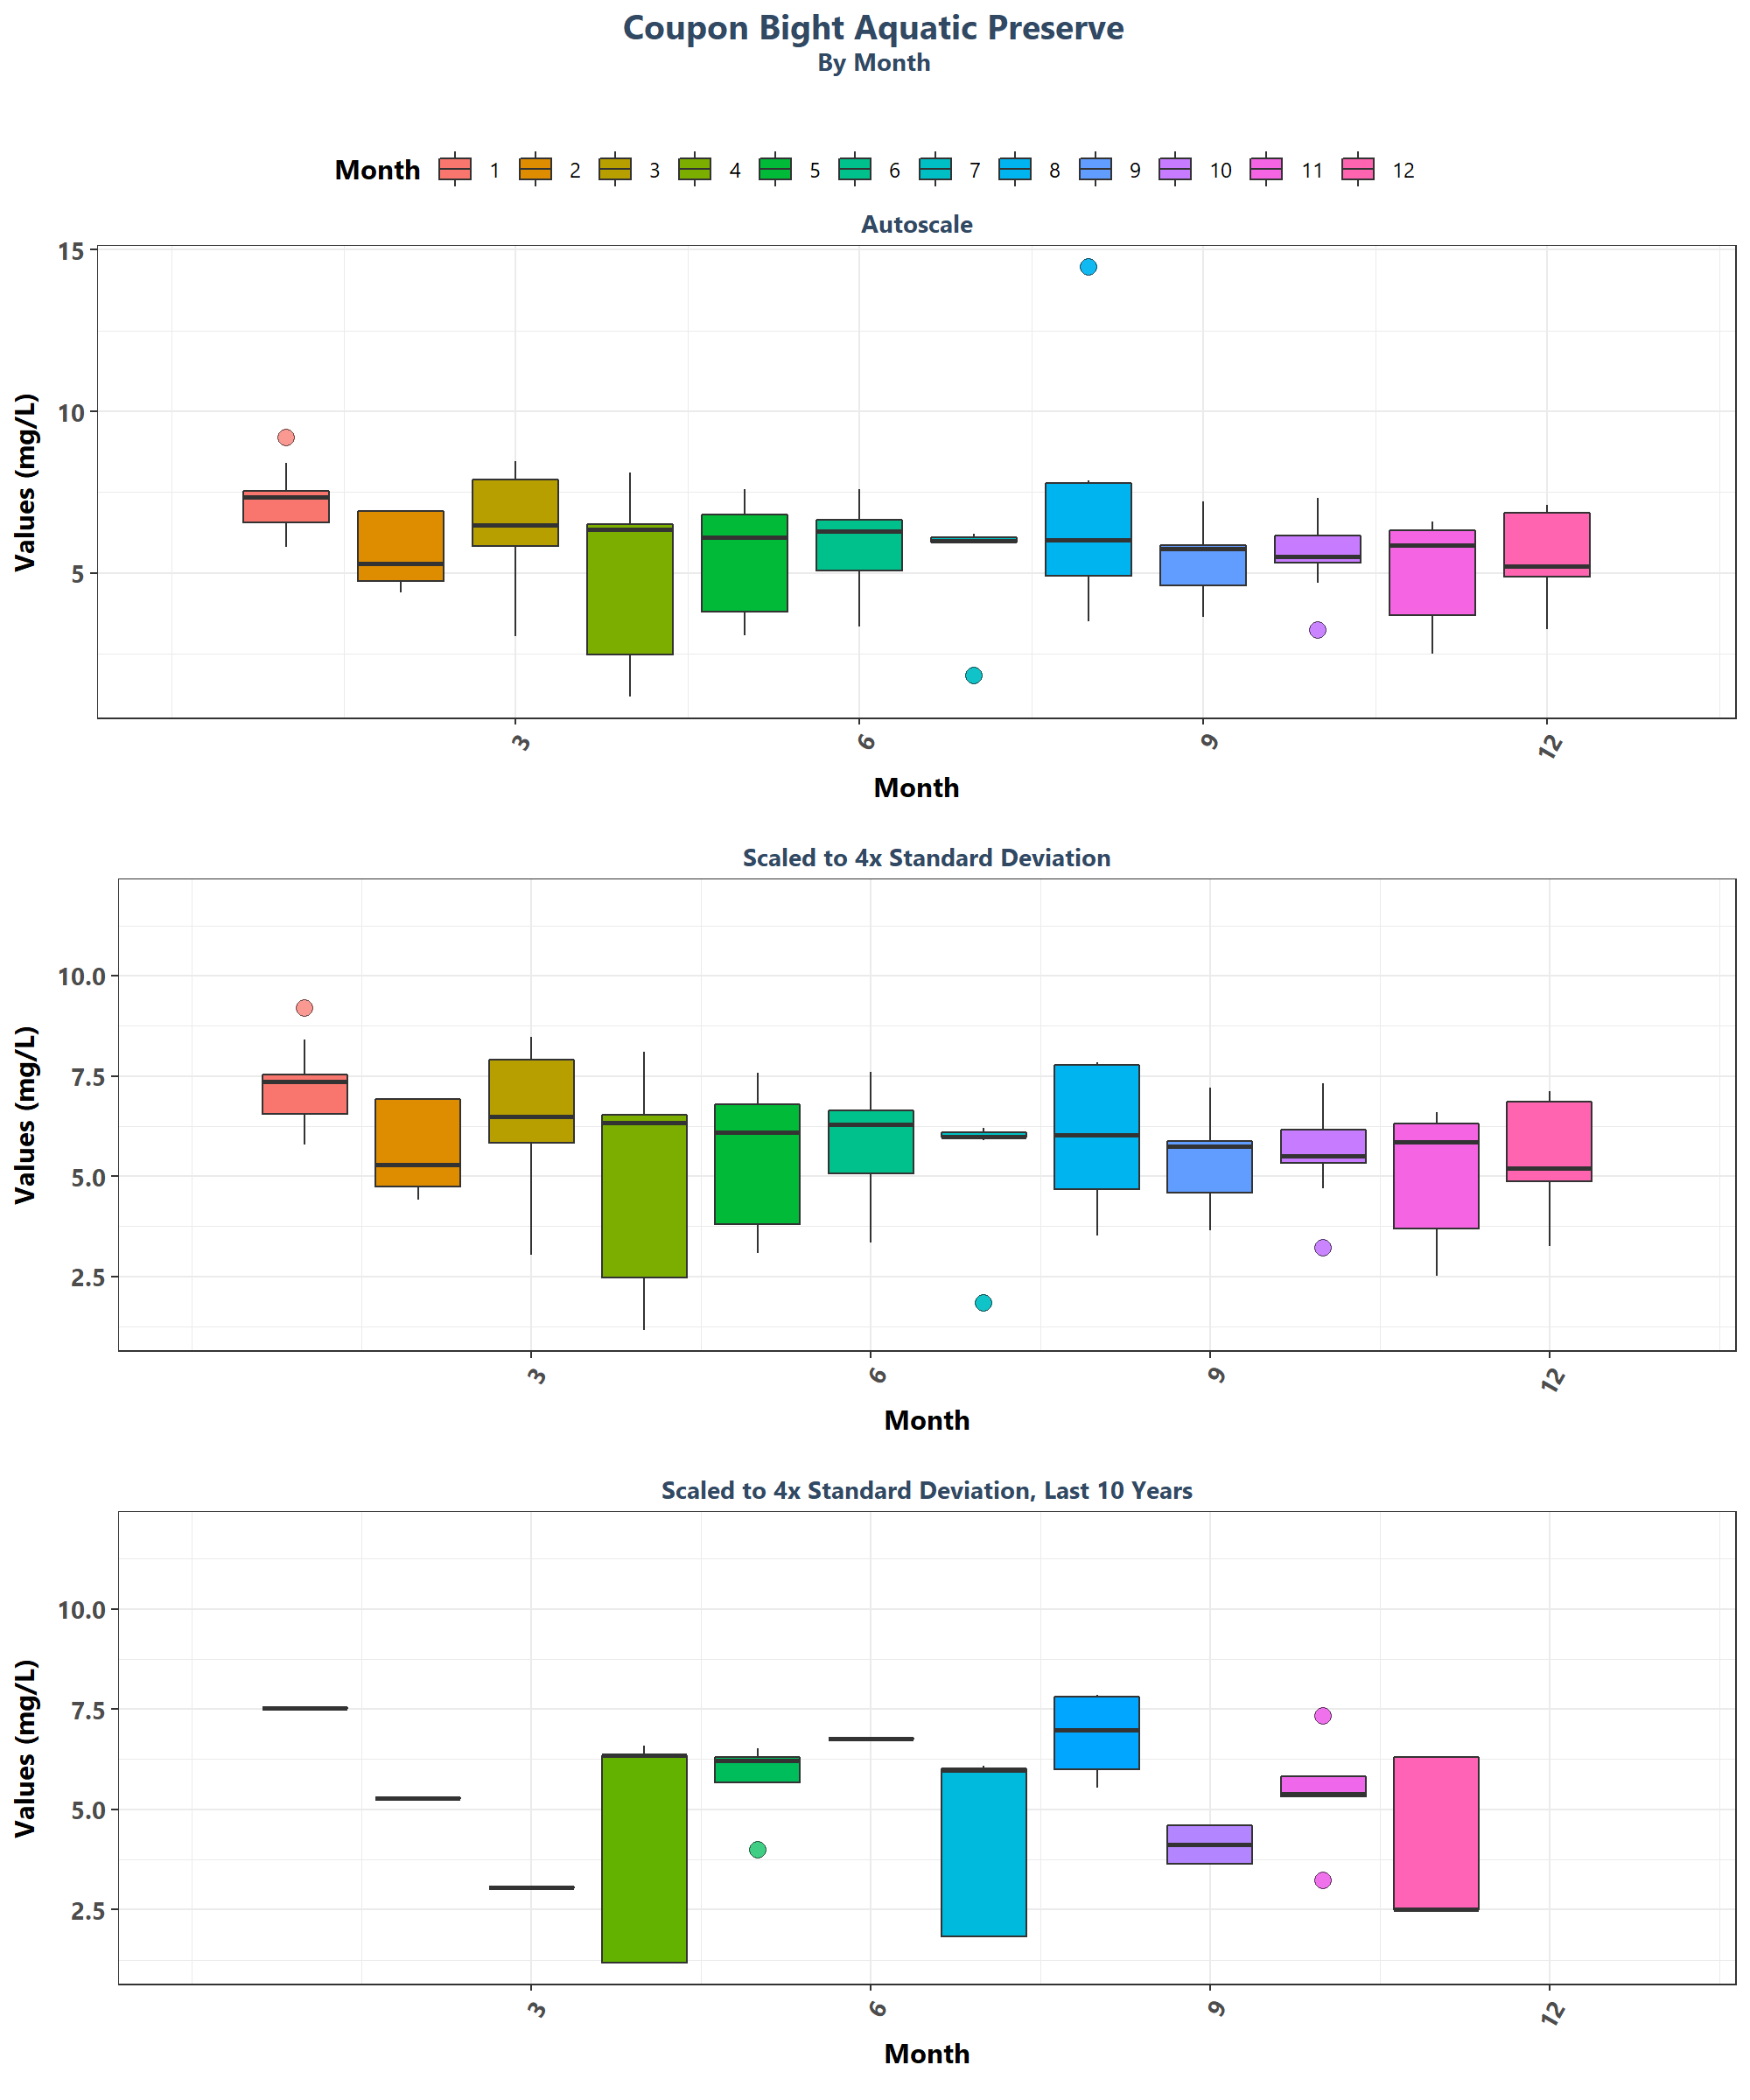 Coupon Bight Aquatic Preserve
By Month
Month 1 2 3 4 5 6 7 8 9 10 11 12
Autoscale
15
10
5
Values (mg/L)
3 6 9 12
Month
Scaled to 4x Standard Deviation
10.0
7.5
5.0
2.5
Values (mg/L)
3 6 9 12
Month
Scaled to 4x Standard Deviation, Last 10 Years
10.0
7.5
5.0
2.5
Values (mg/L)
3 6 9 12
Month